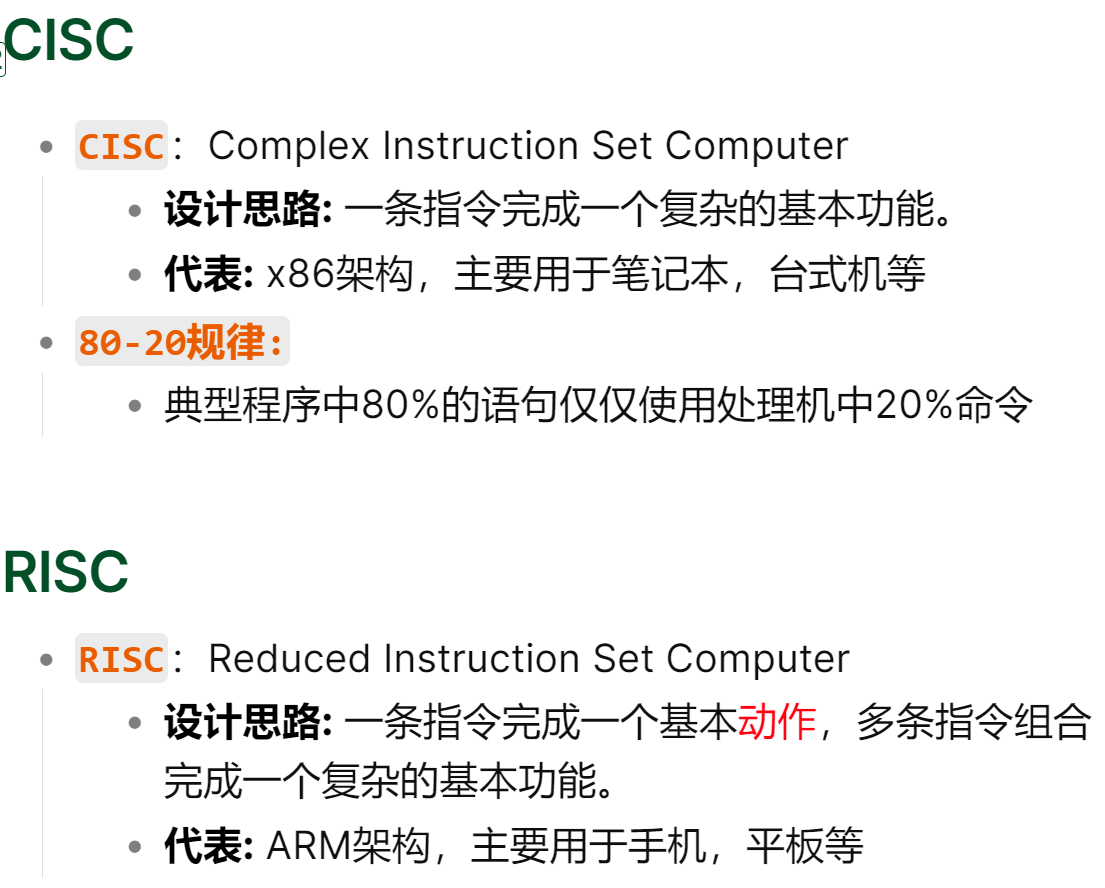 CISC
CISC：Complex Instruction Set Computer
设计思路: 一条指令完成一个复杂的基本功能。
代表: x86架构，主要用于笔记本，台式机等
80-20规律:
典型程序中80%的语句仅仅使用处理机中20%命令
RISC
RISC：Reduced Instruction Set Computer
设计思路: 一条指令完成一个基本动作，多条指令组合
完成一个复杂的基本功能。
代表: ARM架构，主要用于手机，平板等